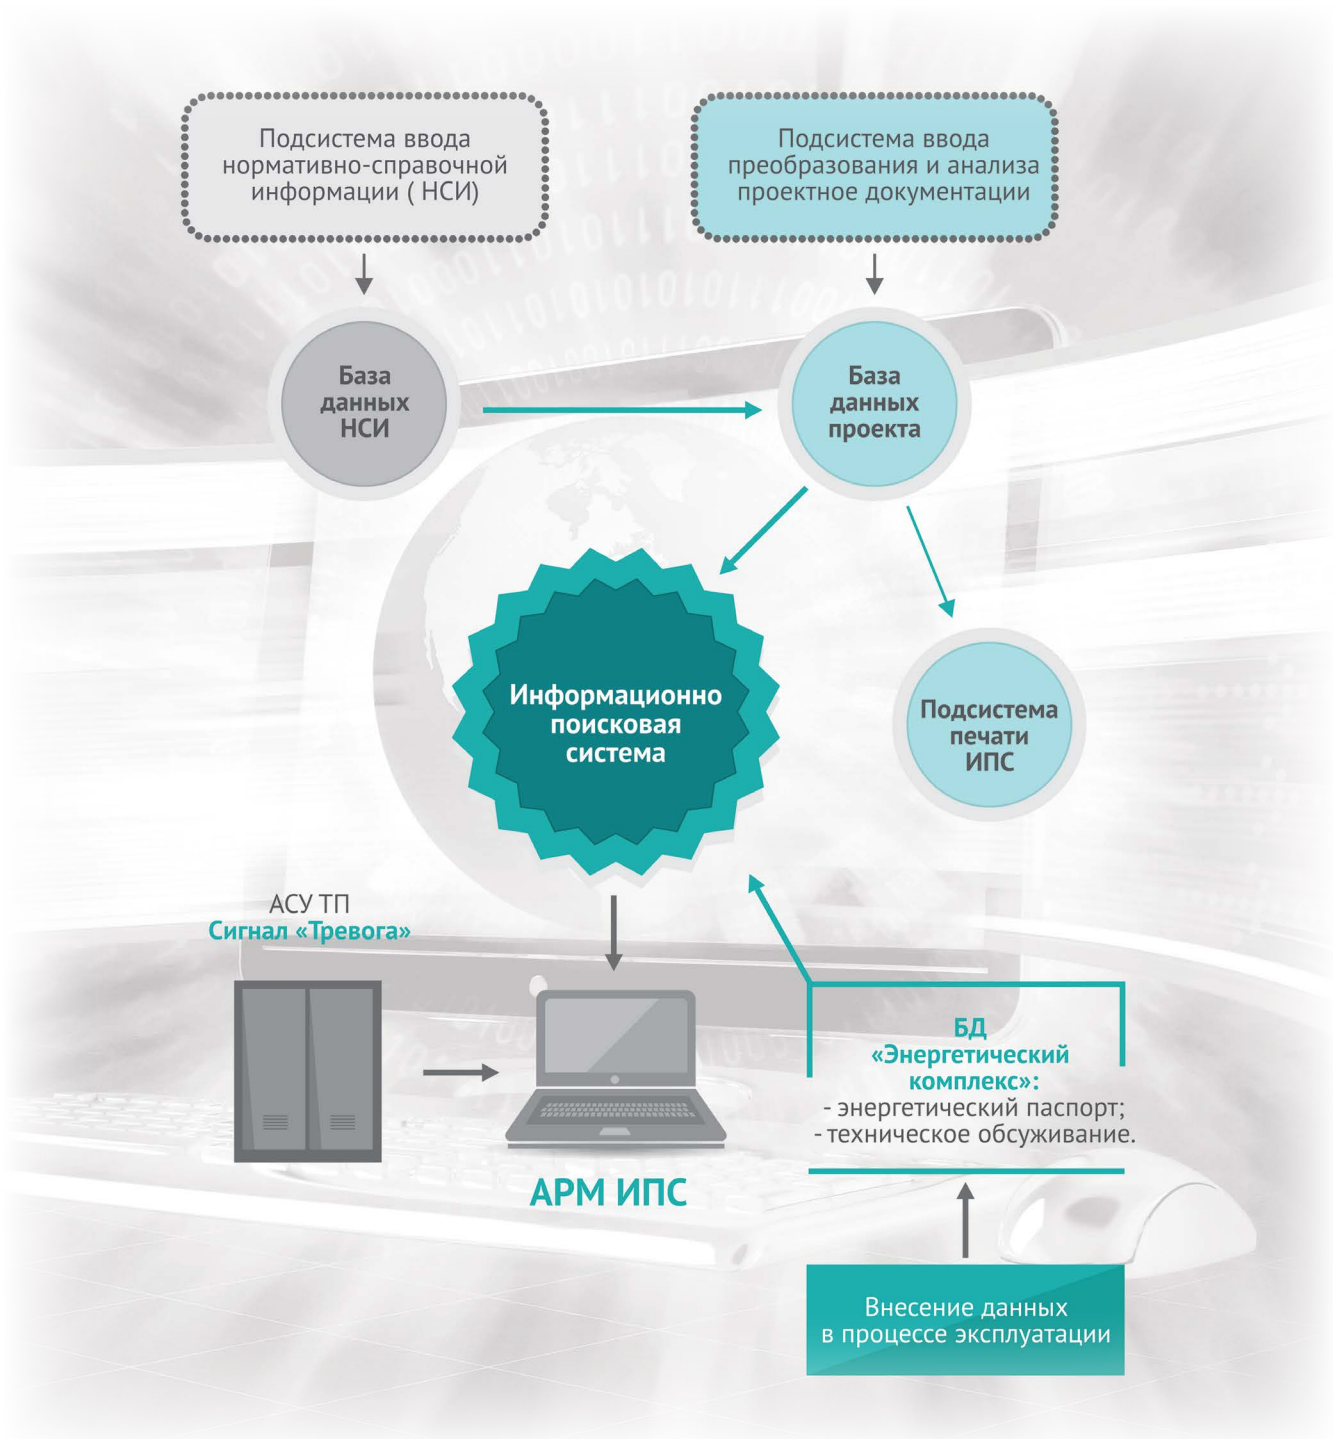 Подсистема ввода
нормативно-справочной
информации ( НСИ)
Подсистема ввода
преобразования и анализа
проектное документации
База
данных
НСИ
База
данных
проекта
Информационно
поисковая
система
Подсистема
печати
ИПС
АСУ ТП
Сигнал «Тревога»
БД
«Энергетический
комплекс»:
- энергетический паспорт;
- техническое обсуживание.
АРМ ИПС
Внесение данных
в процессе эксплуатации